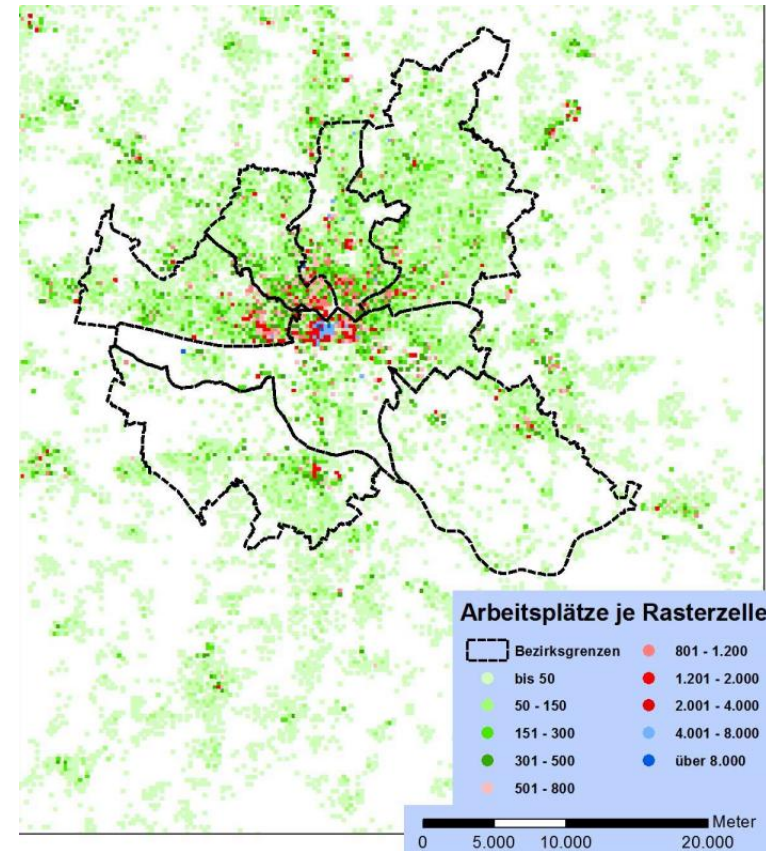 Arbeitsplätze je Rasterzelle
Bezirksgrenzen
bis 50
50 - 150
151 - 300
301 - 500
501 - 800
801 - 1.200
1.201 - 2.000
2.001 - 4.000
4.001 - 8.000
über 8.000
Meter
0 5.000 10.000 20.000